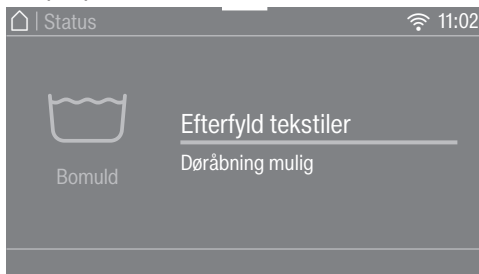 | Status 11:02
Efterfyld tekstiler
Døråbning mulig
Bomuld